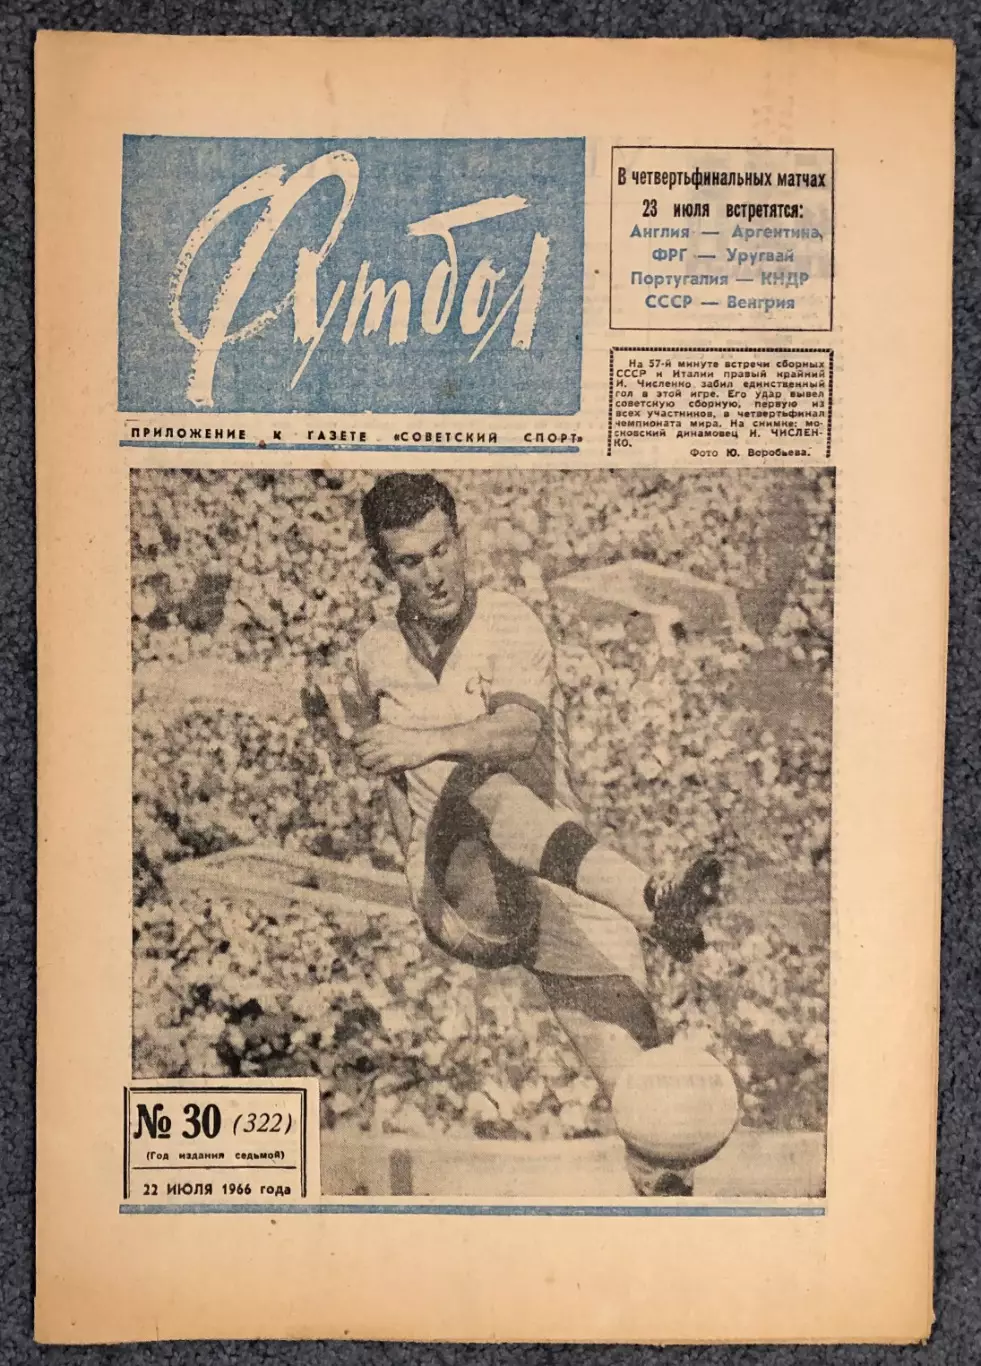 Футбол
ПРИЛОЖЕНИЕ К ГАЗЕТЕ «СОВЕТСКИЙ СПОРТ»
В четвертьфинальных матчах
23 июля встретятся:
Англия — Аргентина,
ФРГ — Уругвай
Португалия — КНДР
СССР — Венгрия
На 57-й минуте встречи сборных
СССР и Италии правый крайний
И. Численко забил единственный
гол в этой игре. Его удар вывел
советскую сборную, первую из
всех участников, в четвертьфинал
чемпионата мира. На снимке: мо-
сковский динамовец И. ЧИСЛЕН-
КО.
Фото Ю. Воробьева.
№ 30 (322)
(Год издания седьмой)
22 ИЮЛЯ 1966 года